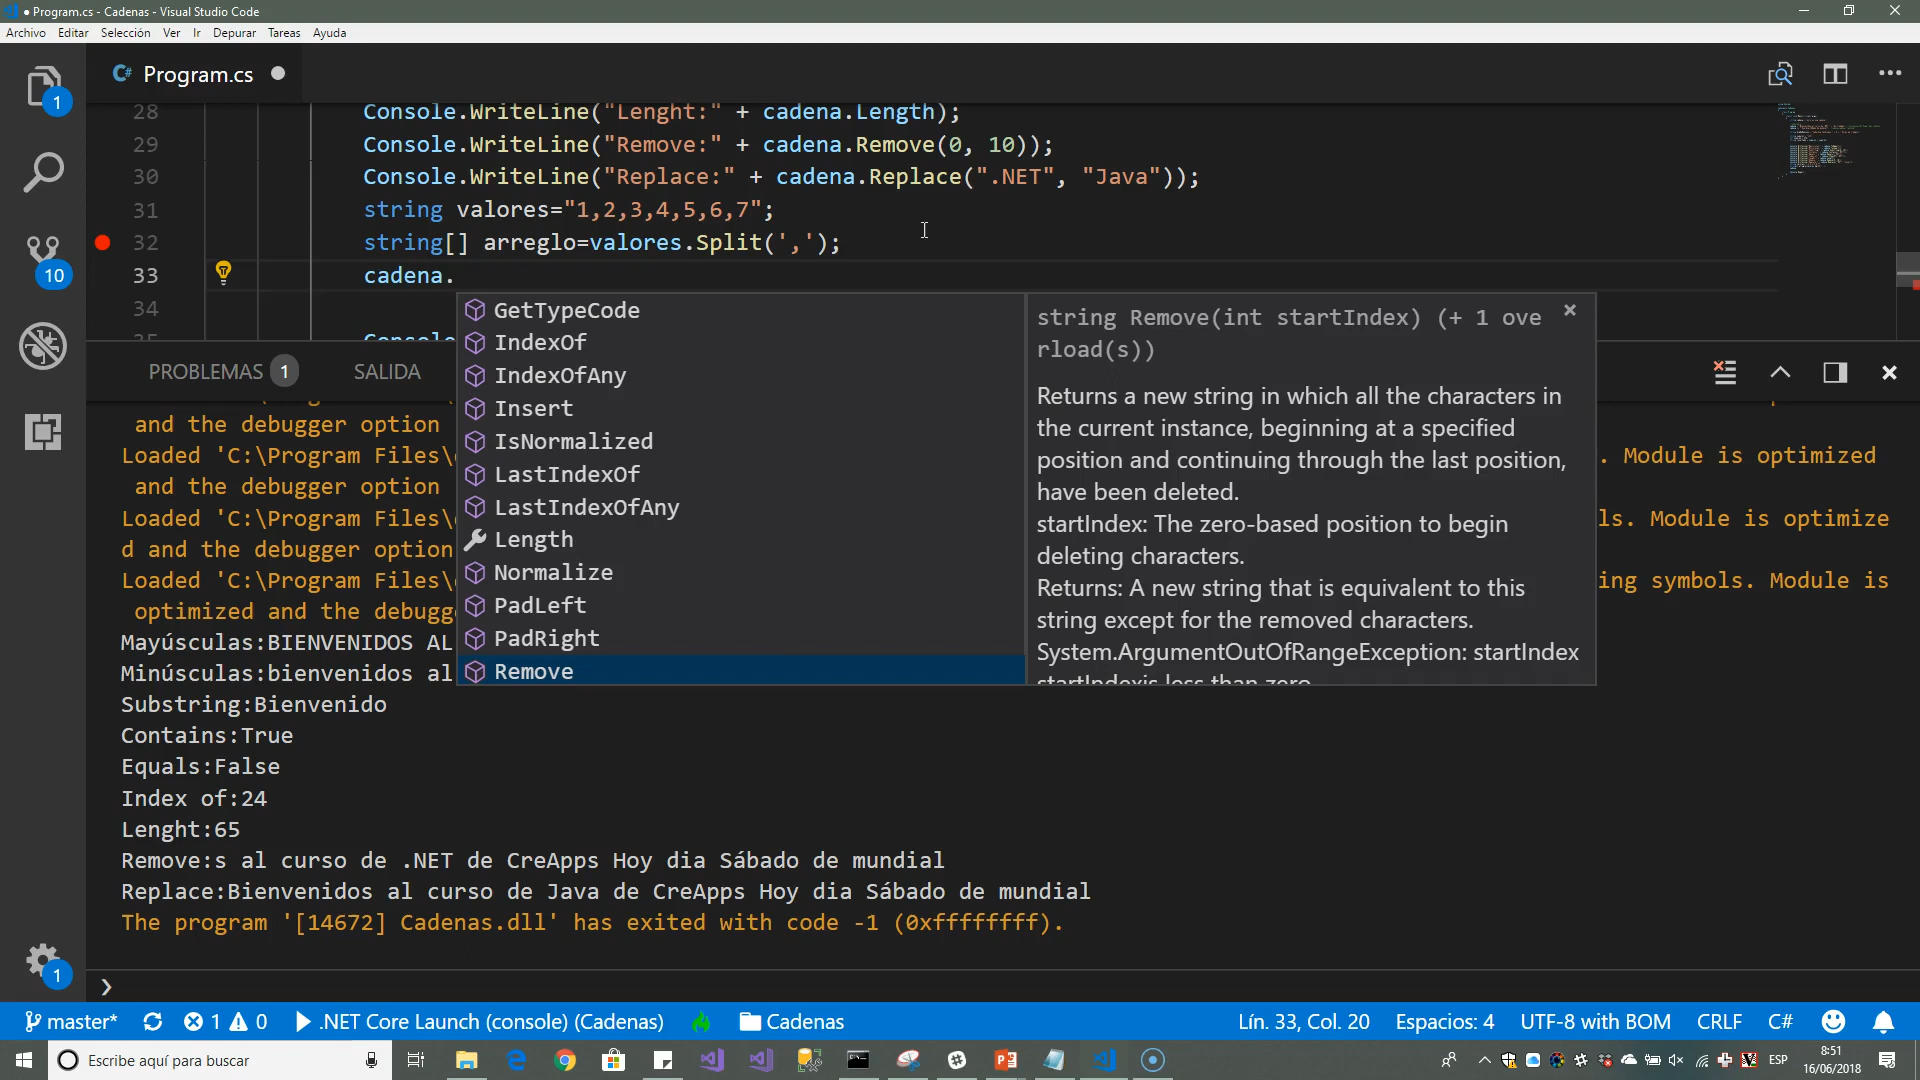 ● Program.cs - Cadenas - Visual Studio Code
Archivo Editar Selección Ver Ir Depurar Tareas Ayuda
C# Program.cs ●
28 Console.WriteLine("Lenght:" + cadena.Length);
29 Console.WriteLine("Remove:" + cadena.Remove(0, 10));
30 Console.WriteLine("Replace:" + cadena.Replace(".NET", "Java"));
31 string valores="1,2,3,4,5,6,7";
32 string[] arreglo=valores.Split(',');
33 cadena.
34
35 Console
GetTypeCode
IndexOf
IndexOfAny
Insert
IsNormalized
LastIndexOf
LastIndexOfAny
Length
Normalize
PadLeft
PadRight
Remove
string Remove(int startIndex) (+ 1 ove
rload(s))
Returns a new string in which all the characters in
the current instance, beginning at a specified
position and continuing through the last position,
have been deleted.
startIndex: The zero-based position to begin
deleting characters.
Returns: A new string that is equivalent to this
string except for the removed characters.
System.ArgumentOutOfRangeException: startIndex
startIndexis less than zero
PROBLEMAS 1 SALIDA
and the debugger option
Loaded 'C:\Program Files\ . Module is optimized
and the debugger option
Loaded 'C:\Program Files\ ls. Module is optimize
d and the debugger option
Loaded 'C:\Program Files\ ing symbols. Module is
optimized and the debugge
Mayúsculas:BIENVENIDOS AL
Minúsculas:bienvenidos al
Substring:Bienvenido
Contains:True
Equals:False
Index of:24
Lenght:65
Remove:s al curso de .NET de CreApps Hoy dia Sábado de mundial
Replace:Bienvenidos al curso de Java de CreApps Hoy dia Sábado de mundial
The program '[14672] Cadenas.dll' has exited with code -1 (0xffffffff).
1
10
1
❯
master* 1 0 .NET Core Launch (console) (Cadenas) Cadenas Lín. 33, Col. 20 Espacios: 4 UTF-8 with BOM CRLF C#
Escribe aquí para buscar ESP 8:51
16/06/2018